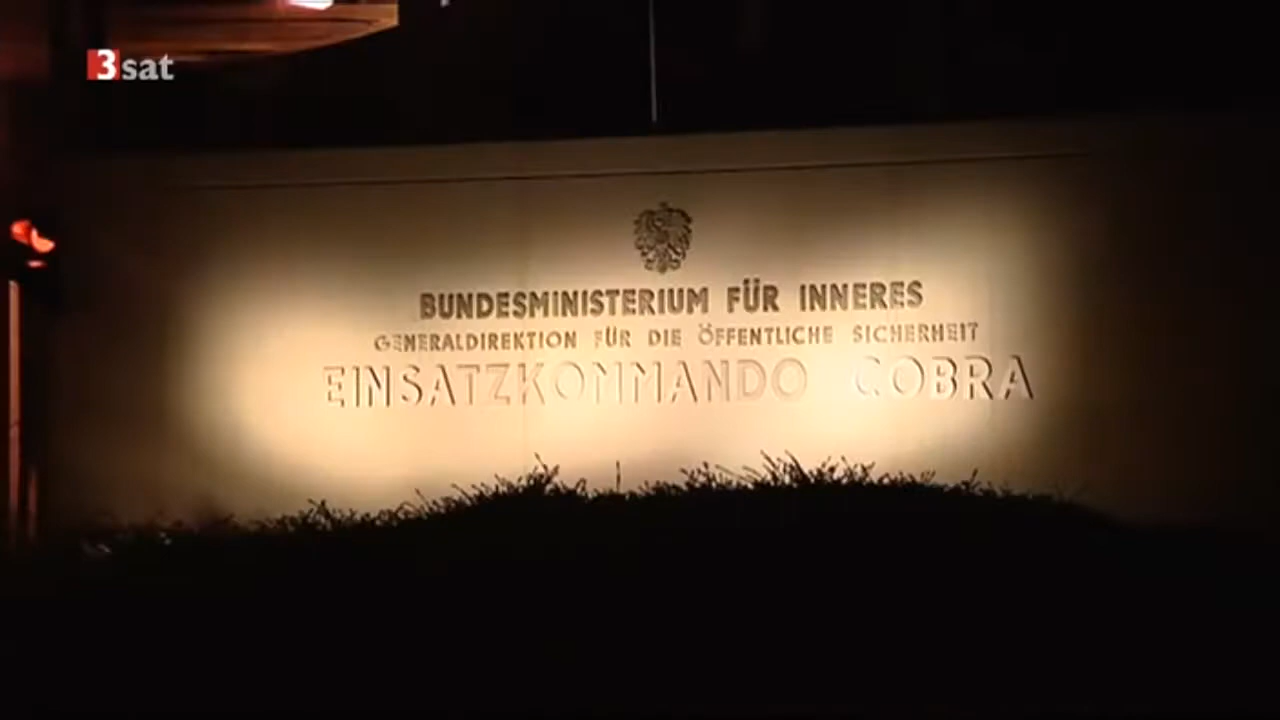 3sat
BUNDESMINISTERIUM FÜR INNERES
GENERALDIREKTION FÜR DIE ÖFFENTLICHE SICHERHEIT
EINSATZKOMMANDO COBRA